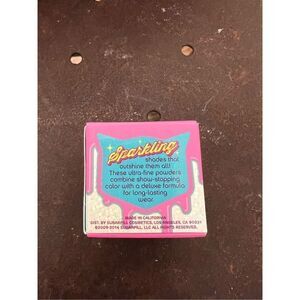 Sparkling
shades that
outshine them all!
These ultra-fine powders
combine show-stopping
color with a deluxe formula
for long-lasting
wear.
MADE IN CALIFORNIA
DIST. BY SUGARPILL COSMETICS, LOS ANGELES, CA 90021
©2009-2014 SUGARPILL, LLC ALL RIGHTS RESERVED.